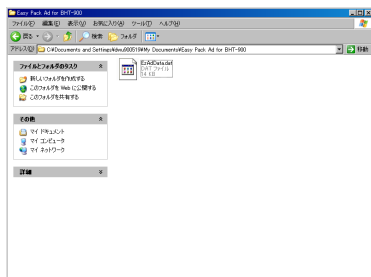 Easy Pack Ad for BHT-900
ファイル(F) 編集(E) 表示(V) お気に入り(A) ツール(T) ヘルプ(H)
戻る 検索 フォルダ
アドレス(D) C:¥Documents and Settings¥dwu000519¥My Documents¥Easy Pack Ad for BHT-900 移動
ファイルとフォルダのタスク
新しいフォルダを作成する
このフォルダを Web に公開する
このフォルダを共有する
その他
マイ ドキュメント
マイ コンピュータ
マイ ネットワーク
詳細
EzAdData.dat
DAT ファイル
14 KB